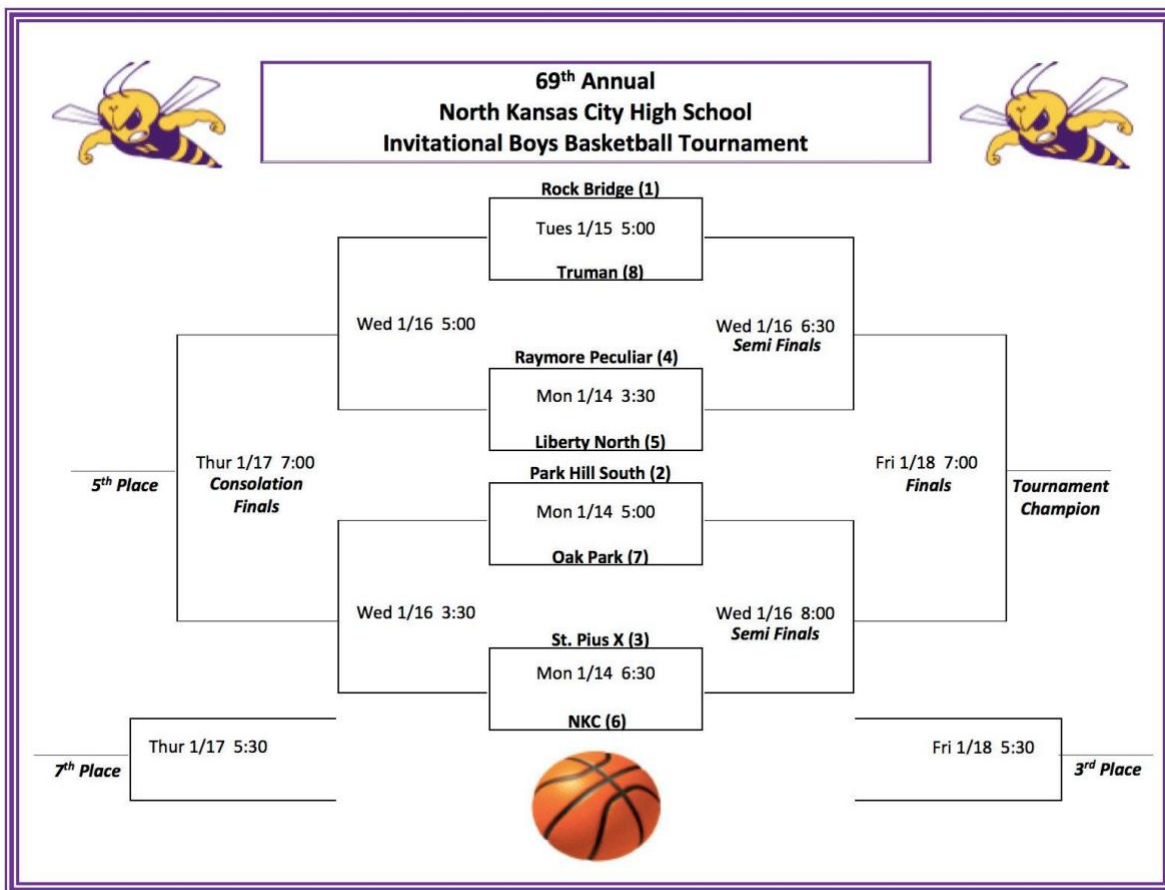 69th Annual
North Kansas City High School
Invitational Boys Basketball Tournament
Rock Bridge (1)
Tues 1/15 5:00
Truman (8)
Wed 1/16 5:00
Wed 1/16 6:30
Semi Finals
Raymore Peculiar (4)
Mon 1/14 3:30
Liberty North (5)
Thur 1/17 7:00
Consolation
Finals
5th Place
Park Hill South (2)
Mon 1/14 5:00
Oak Park (7)
Fri 1/18 7:00
Finals
Tournament
Champion
Wed 1/16 3:30
Wed 1/16 8:00
Semi Finals
St. Pius X (3)
Mon 1/14 6:30
NKC (6)
Thur 1/17 5:30
7th Place
Fri 1/18 5:30
3rd Place